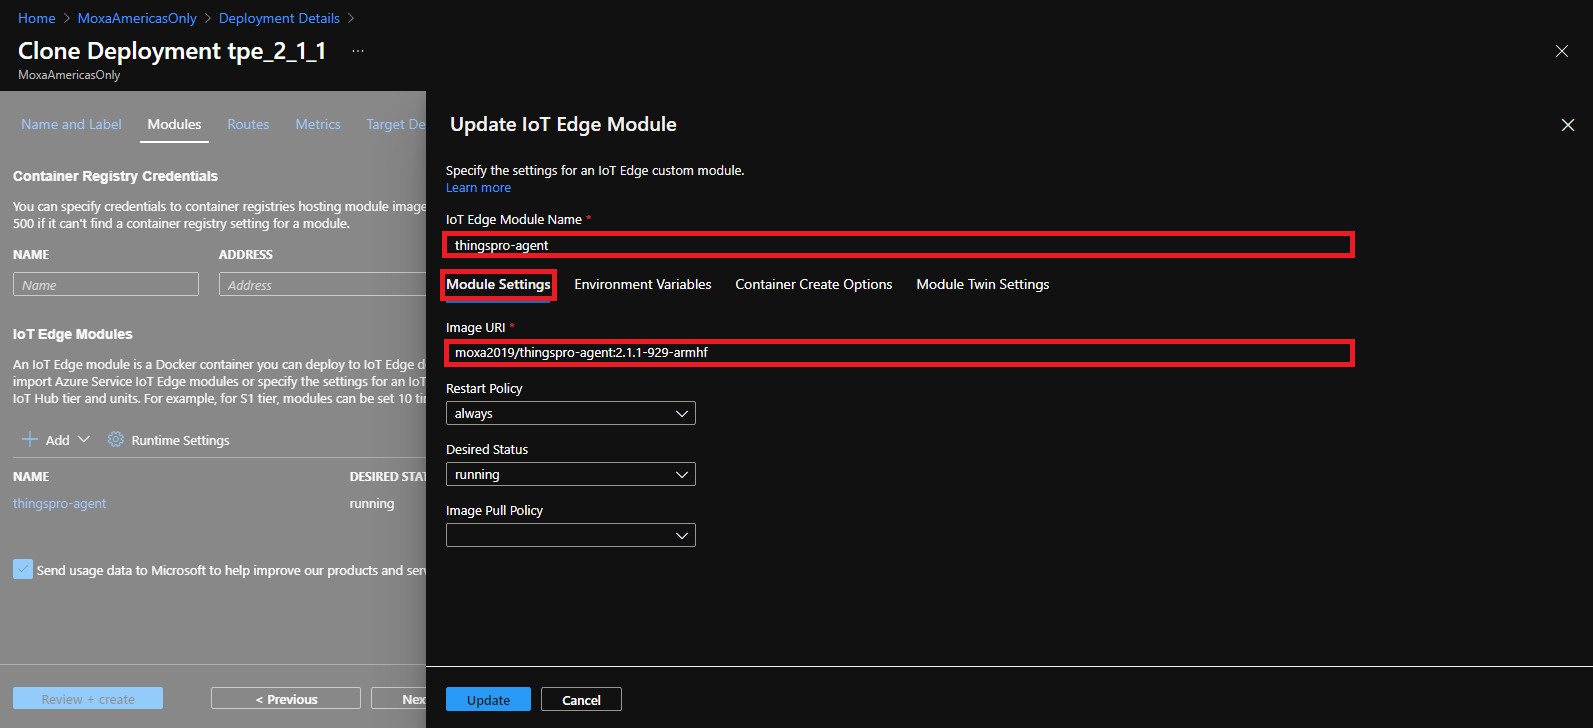 Home > MoxaAmericasOnly > Deployment Details >
Clone Deployment tpe_2_1_1 ...
MoxaAmericasOnly
Name and Label Modules Routes Metrics Target De
Container Registry Credentials
You can specify credentials to container registries hosting module image
500 if it can't find a container registry setting for a module.
NAME ADDRESS
Name Address
IoT Edge Modules
An IoT Edge module is a Docker container you can deploy to IoT Edge d
import Azure Service IoT Edge modules or specify the settings for an IoT
IoT Hub tier and units. For example, for S1 tier, modules can be set 10 tir
Add Runtime Settings
NAME DESIRED STAT
thingspro-agent running
Send usage data to Microsoft to help improve our products and serv
Review + create < Previous Nex
Update IoT Edge Module
Specify the settings for an IoT Edge custom module.
Learn more
IoT Edge Module Name *
thingspro-agent
Module Settings Environment Variables Container Create Options Module Twin Settings
Image URI *
moxa2019/thingspro-agent:2.1.1-929-armhf
Restart Policy
always
Desired Status
running
Image Pull Policy
Update Cancel